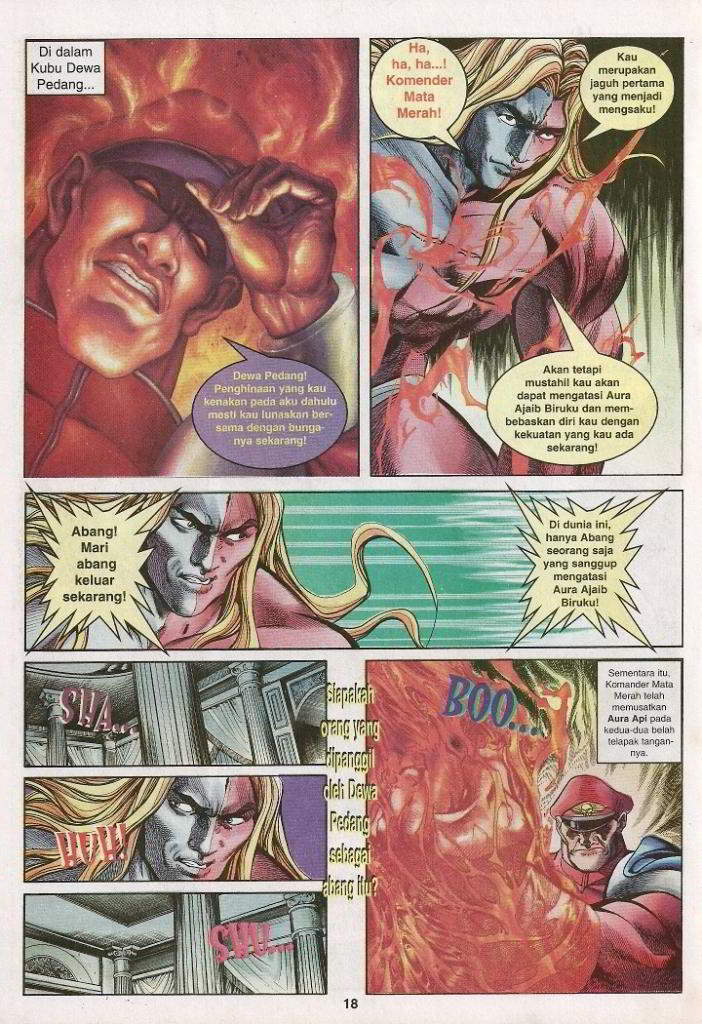 Di dalam
Kubu Dewa
Pedang...
Dewa Pedang!
Penghinaan yang kau
kenakan pada aku dahulu
mesti kau lunaskan ber-
sama dengan bunga-
nya sekarang!
Ha,
ha, ha...!
Komender
Mata
Merah!
Kau
merupakan
jaguh pertama
yang menjadi
mengsaku!
Akan tetapi
mustahil kau akan
dapat mengatasi Aura
Ajaib Biruku dan mem-
bebaskan diri kau dengan
kekuatan yang kau ada
sekarang!
Abang!
Mari
abang
keluar
sekarang!
Di dunia ini,
hanya Abang
seorang saja
yang sanggup
mengatasi
Aura Ajaib
Biruku!
SHA...
HUH!
SHU...
Siapakah
orang yang
dipanggil
oleh Dewa
Pedang
sebagai
abang itu?
BOO....
Sementara itu,
Komander Mata
Merah telah
memusatkan
Aura Api pada
kedua-dua belah
telapak tangan-
nya.
18